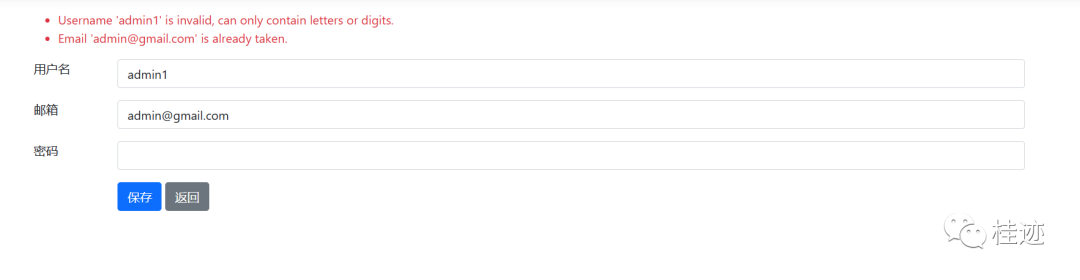 Username 'admin1' is invalid, can only contain letters or digits.
Email 'admin@gmail.com' is already taken.
用户名 admin1
邮箱 admin@gmail.com
密码
保存 返回
桂迹